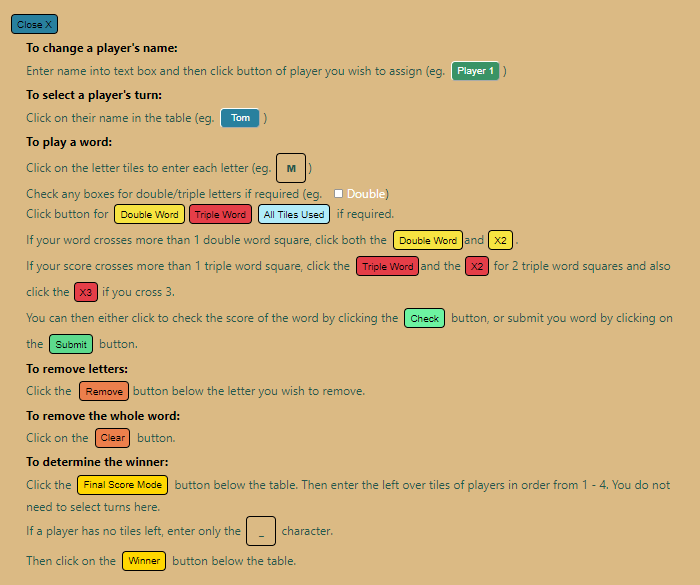 Close X
To change a player's name:
Enter name into text box and then click button of player you wish to assign (eg. Player 1 )
To select a player's turn:
Click on their name in the table (eg. Tom )
To play a word:
Click on the letter tiles to enter each letter (eg. M )
Check any boxes for double/triple letters if required (eg. Double)
Click button for Double Word Triple Word All Tiles Used if required.
If your word crosses more than 1 double word square, click both the Double Word and X2 .
If your score crosses more than 1 triple word square, click the Triple Word and the X2 for 2 triple word squares and also
click the X3 if you cross 3.
You can then either click to check the score of the word by clicking the Check button, or submit you word by clicking on
the Submit button.
To remove letters:
Click the Remove button below the letter you wish to remove.
To remove the whole word:
Click on the Clear button.
To determine the winner:
Click the Final Score Mode button below the table. Then enter the left over tiles of players in order from 1 - 4. You do not
need to select turns here.
If a player has no tiles left, enter only the _ character.
Then click on the Winner button below the table.